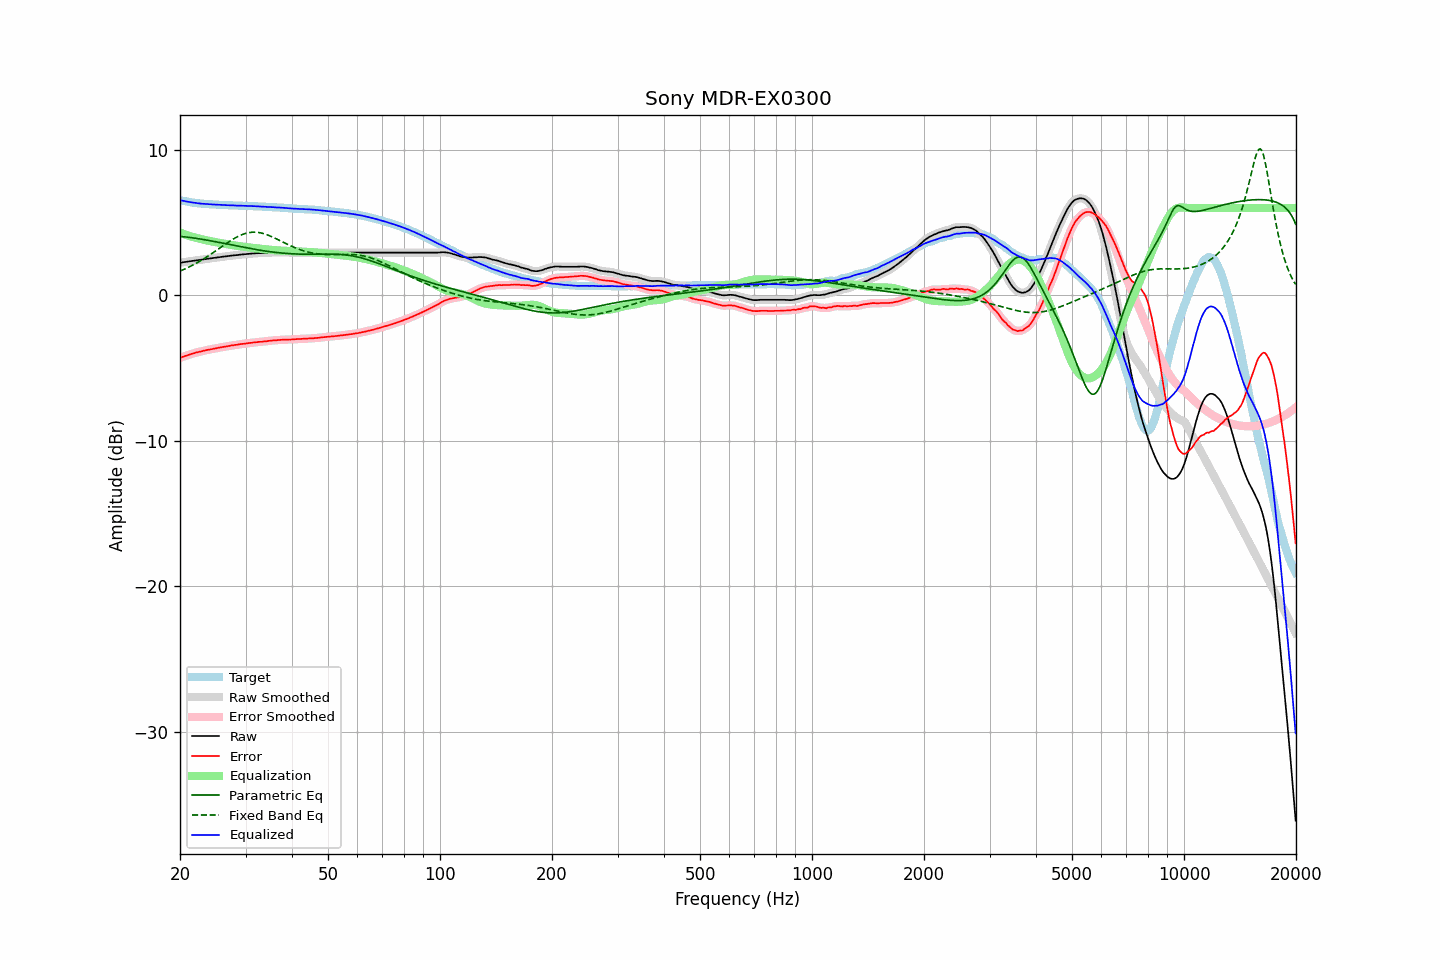 Sony MDR-EX0300
10
0
−10
−20
−30
Amplitude (dBr)
Target
Raw Smoothed
Error Smoothed
Raw
Error
Equalization
Parametric Eq
Fixed Band Eq
Equalized
20 50 100 200 500 1000 2000 5000 10000 20000
Frequency (Hz)